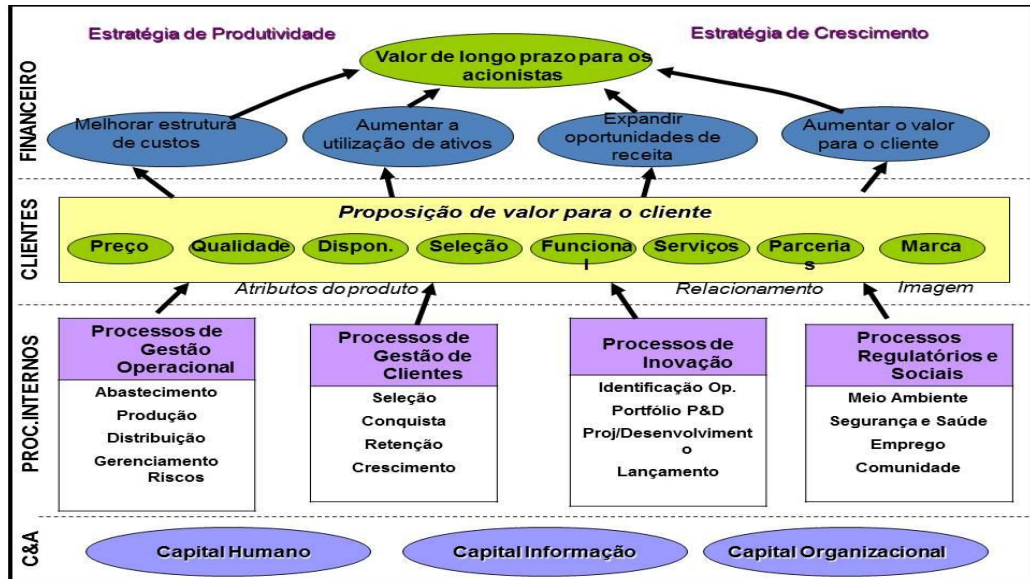 Estratégia de Produtividade
Estratégia de Crescimento
Valor de longo prazo para os
acionistas
FINANCEIRO
Melhorar estrutura
de custos
Aumentar a
utilização de ativos
Expandir
oportunidades de
receita
Aumentar o valor
para o cliente
CLIENTES
Proposição de valor para o cliente
Preço
Qualidade
Dispon.
Seleção
Funciona
l
Serviços
Parceria
s
Marca
Atributos do produto
Relacionamento
Imagem
PROC.INTERNOS
Processos de
Gestão
Operacional
Abastecimento
Produção
Distribuição
Gerenciamento
Riscos
Processos de
Gestão de
Clientes
Seleção
Conquista
Retenção
Crescimento
Processos de
Inovação
Identificação Op.
Portfólio P&D
Proj/Desenvolviment
o
Lançamento
Processos
Regulatórios e
Sociais
Meio Ambiente
Segurança e Saúde
Emprego
Comunidade
C&A
Capital Humano
Capital Informação
Capital Organizacional